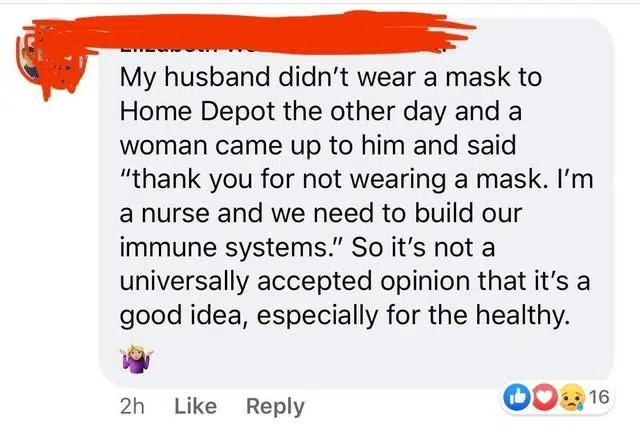 My husband didn’t wear a mask to
Home Depot the other day and a
woman came up to him and said
“thank you for not wearing a mask. I’m
a nurse and we need to build our
immune systems.” So it’s not a
universally accepted opinion that it’s a
good idea, especially for the healthy.
2h Like Reply 16